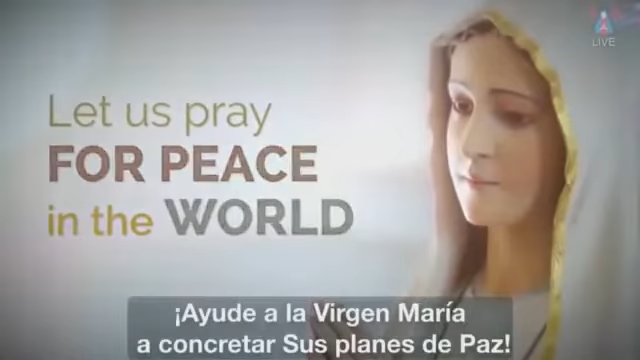 LIVE
Let us pray
FOR PEACE
in the WORLD
¡Ayude a la Virgen María
a concretar Sus planes de Paz!